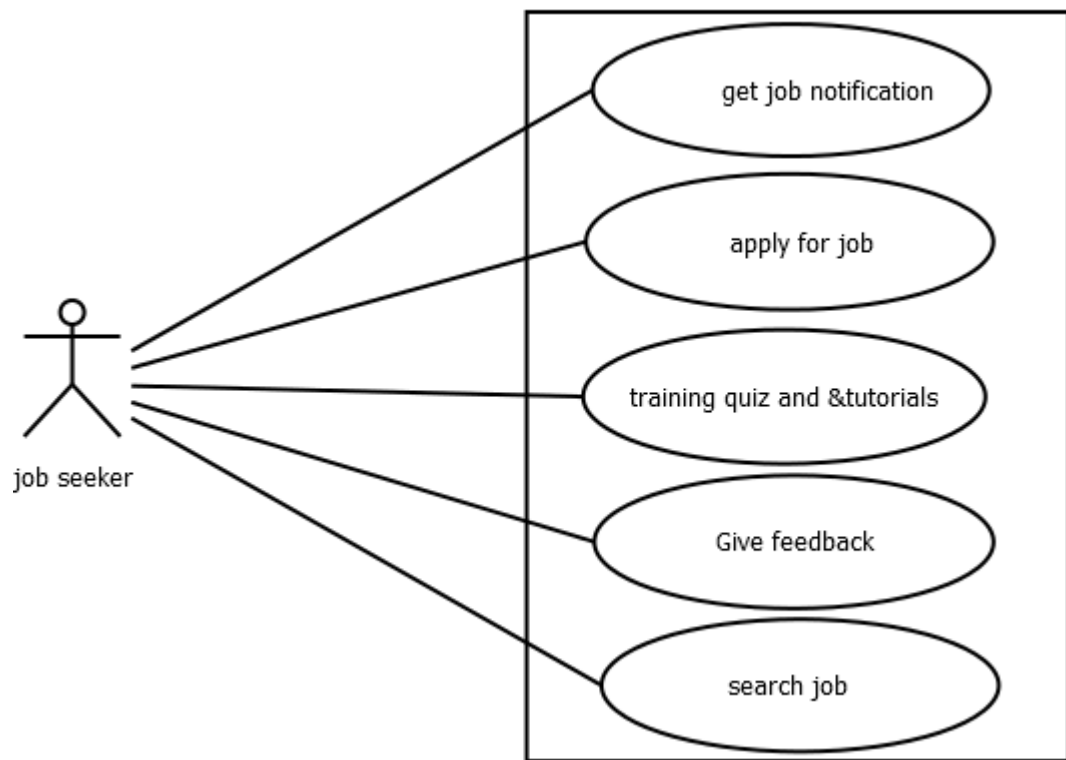 get job notification
apply for job
training quiz and &tutorials
job seeker
Give feedback
search job